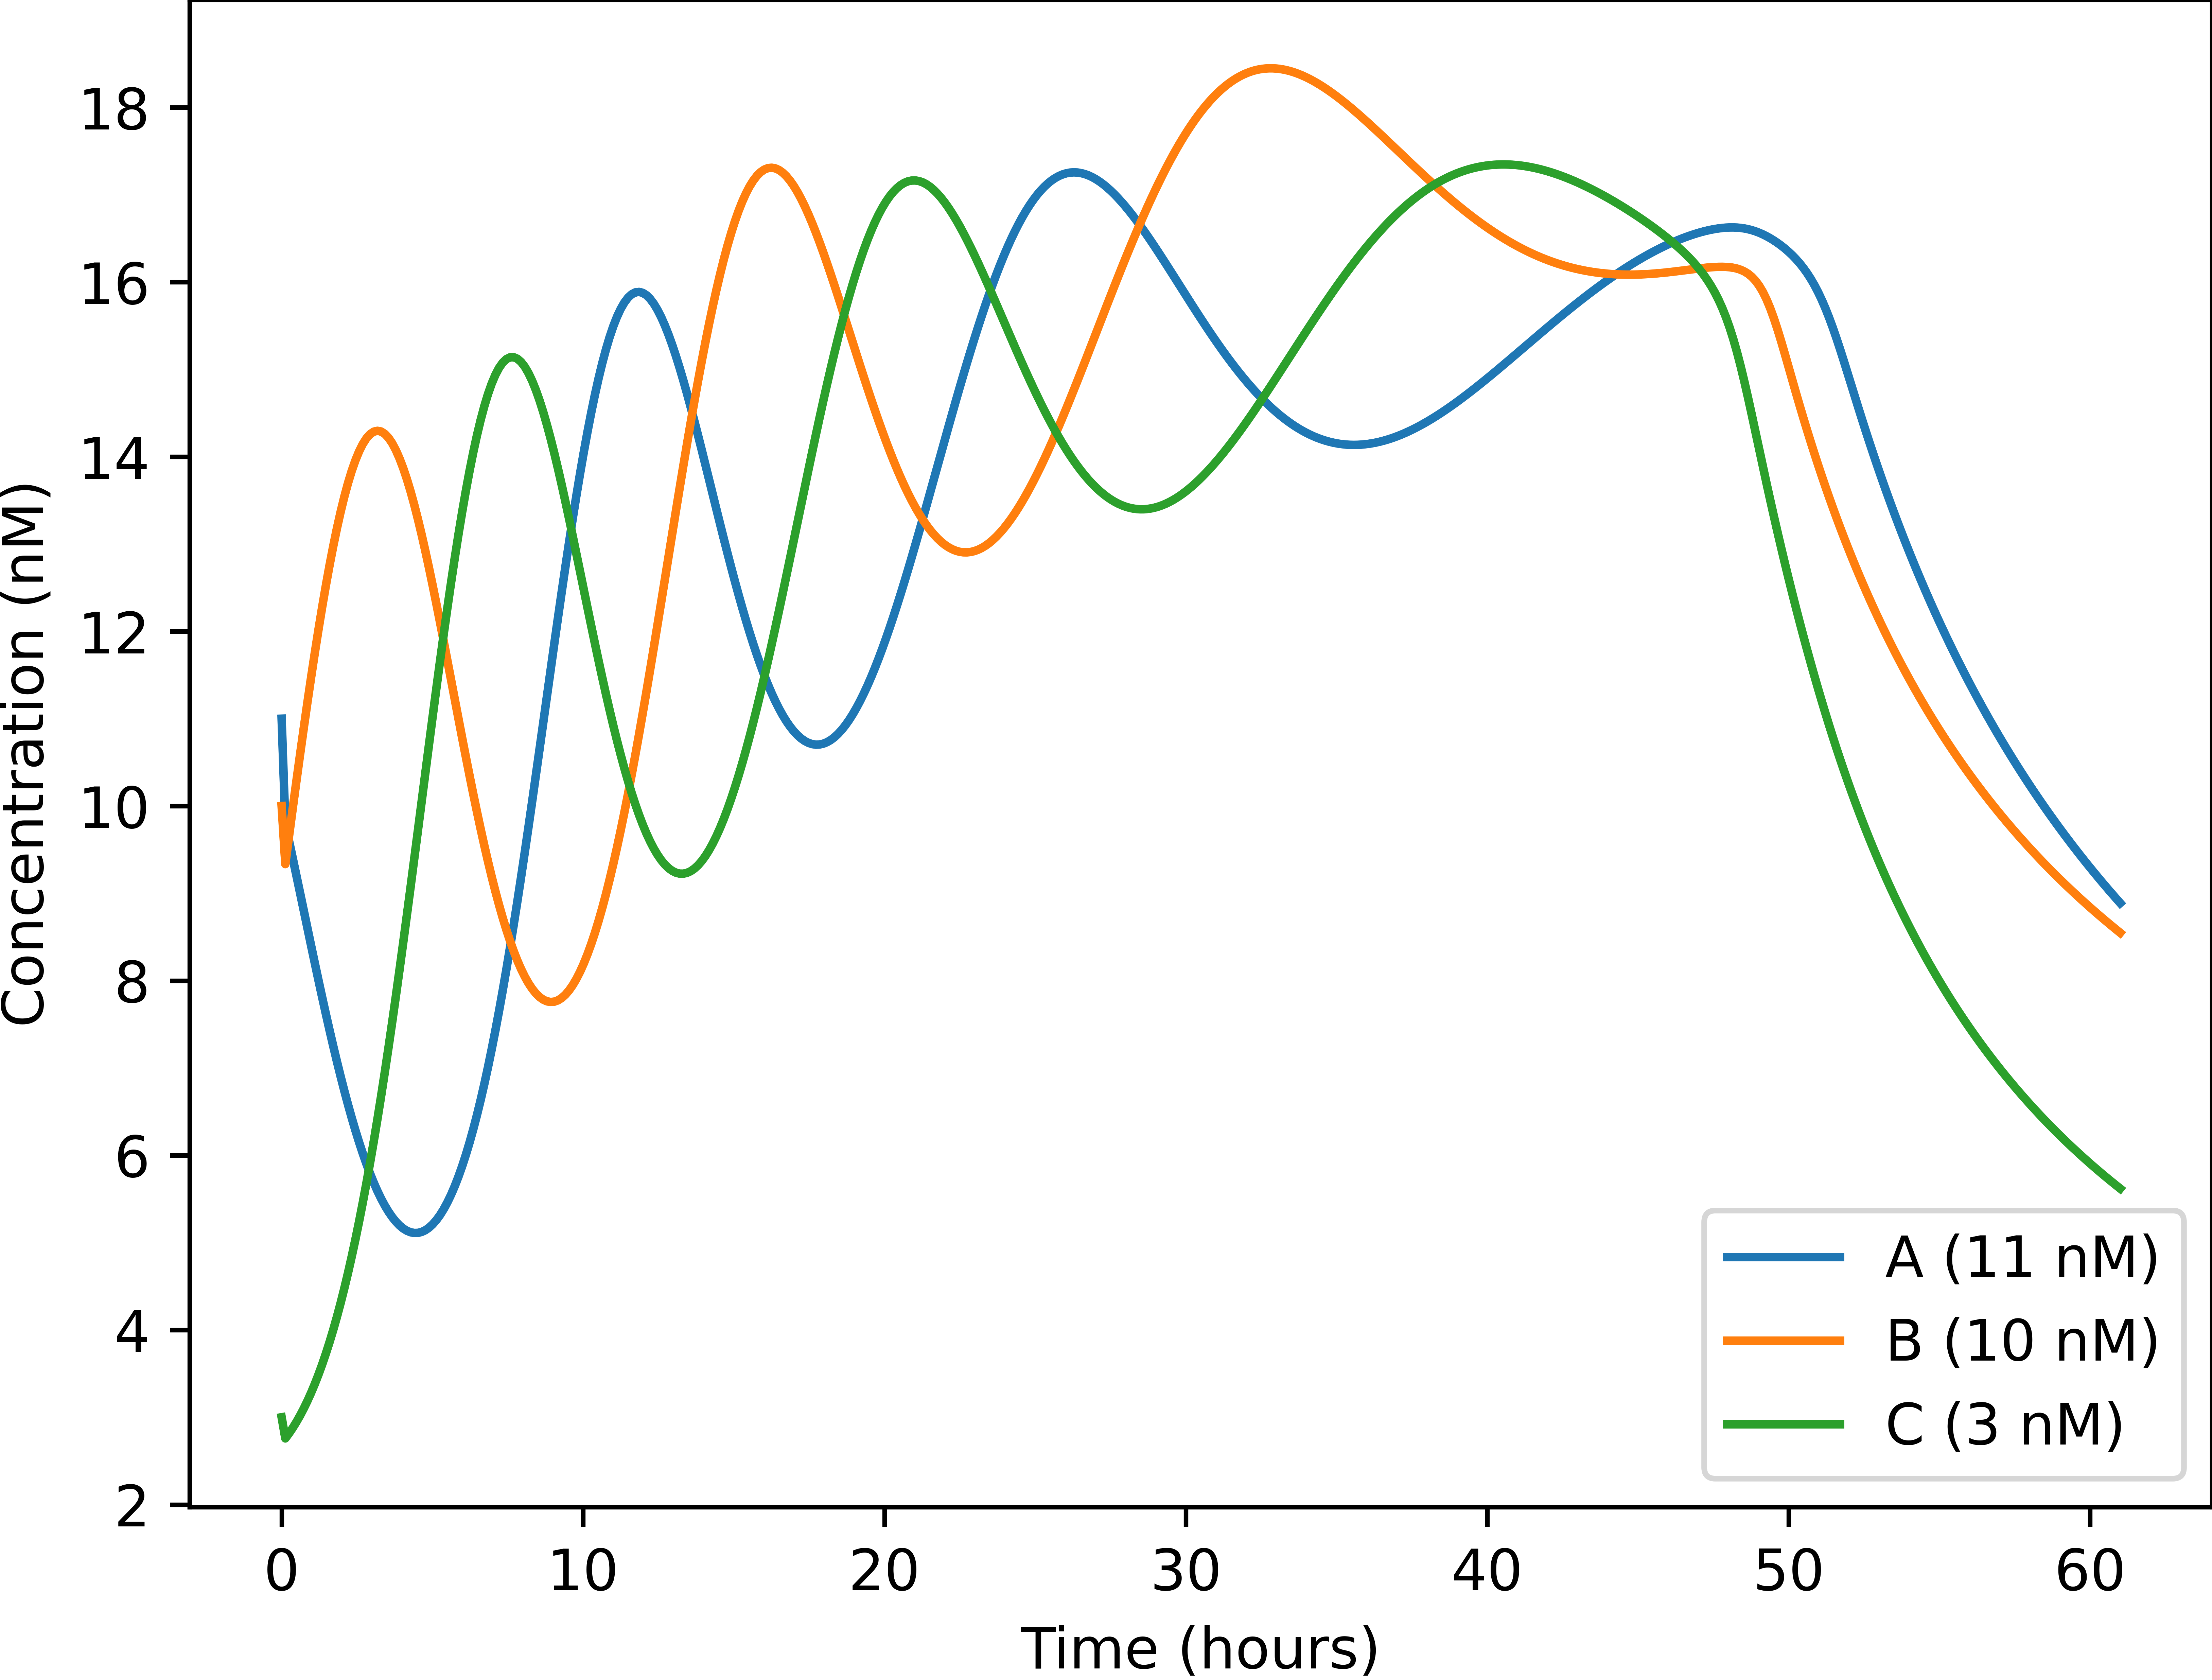 Concentration (nM)
18
16
14
12
10
8
6
4
2
0 10 20 30 40 50 60
Time (hours)
A (11 nM)
B (10 nM)
C (3 nM)